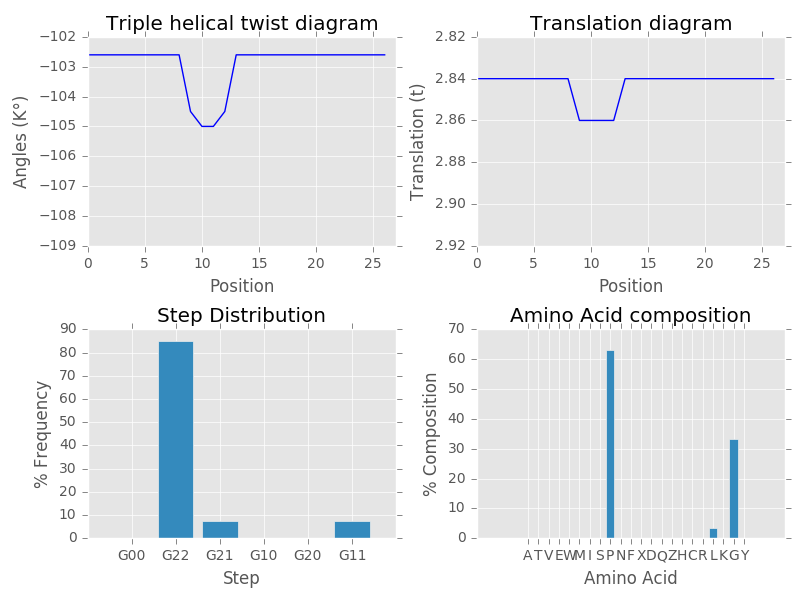 Triple helical twist diagram
−102
−103
−104
−105
−106
−107
−108
−109
Angles (K°)
0 5 10 15 20 25
Position
Translation diagram
2.82
2.84
2.86
2.88
2.90
2.92
Translation (t)
0 5 10 15 20 25
Position
Step Distribution
90
80
70
60
50
40
30
20
10
0
% Frequency
G00 G22 G21 G10 G20 G11
Step
Amino Acid composition
70
60
50
40
30
20
10
0
% Composition
A T V E W M I S P N F X D Q Z H C R L K G Y
Amino Acid